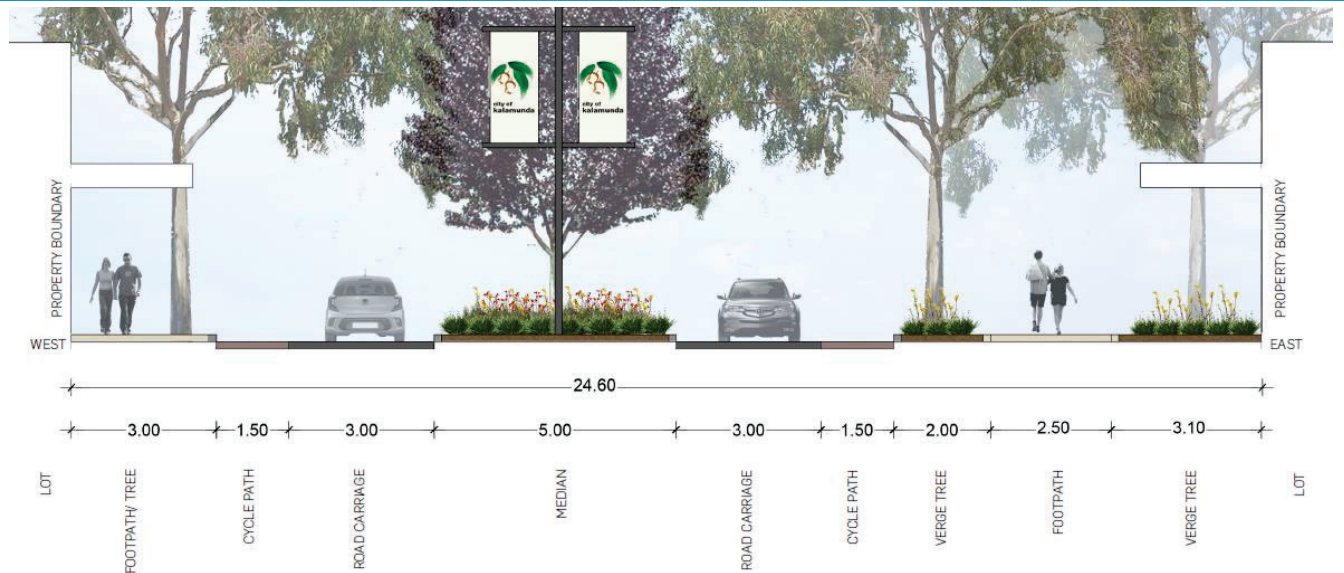 city of
kalamunda
city of
kalamunda
PROPERTY BOUNDARY
PROPERTY BOUNDARY
WEST
EAST
24.60
3.00
1.50
3.00
5.00
3.00
1.50
2.00
2.50
3.10
LOT
FOOTPATH/ TREE
CYCLE PATH
ROAD CARRIAGE
MEDIAN
ROAD CARRIAGE
CYCLE PATH
VERGE TREE
FOOTPATH
VERGE TREE
LOT